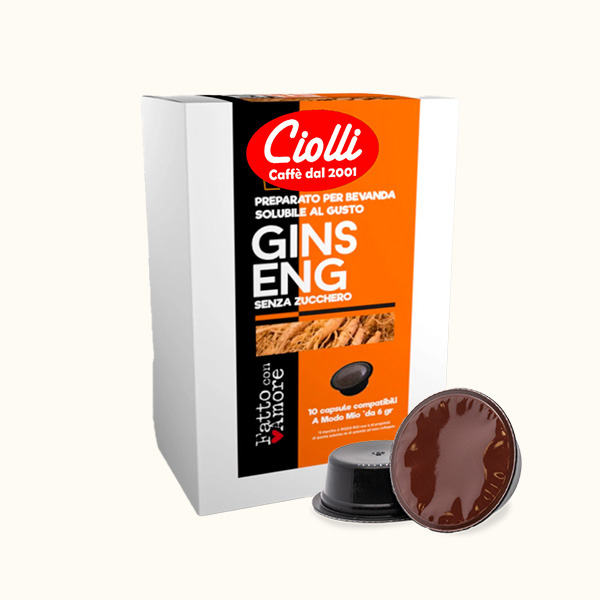 Ciolli
Caffè dal 2001
PREPARATO PER BEVANDA
SOLUBILE AL GUSTO
GINS
ENG
SENZA ZUCCHERO
Fatto con
Amore
10 capsule compatibili
A Modo Mio *da 6 gr